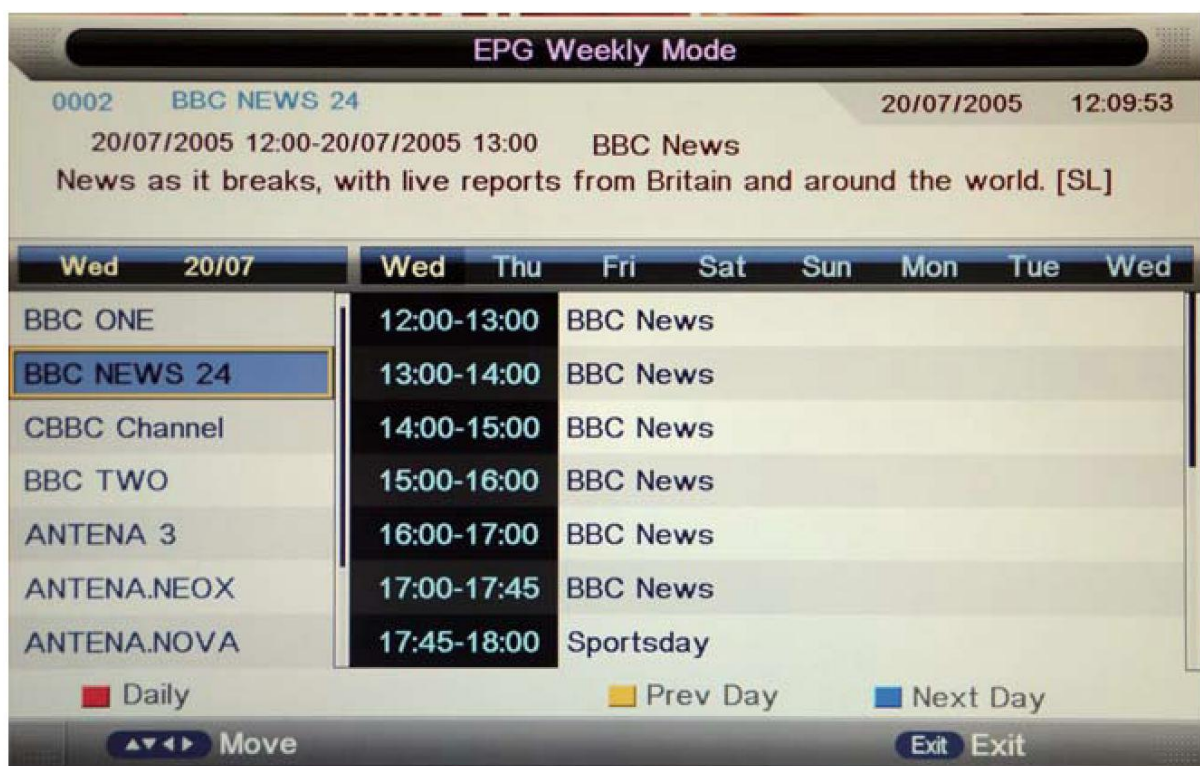 EPG Weekly Mode
0002 BBC NEWS 24 20/07/2005 12:09:53
20/07/2005 12:00-20/07/2005 13:00 BBC News
News as it breaks, with live reports from Britain and around the world. [SL]
Wed 20/07 Wed Thu Fri Sat Sun Mon Tue Wed
BBC ONE 12:00-13:00 BBC News
BBC NEWS 24 13:00-14:00 BBC News
CBBC Channel 14:00-15:00 BBC News
BBC TWO 15:00-16:00 BBC News
ANTENA 3 16:00-17:00 BBC News
ANTENA.NEOX 17:00-17:45 BBC News
ANTENA.NOVA 17:45-18:00 Sportsday
Daily Prev Day Next Day
Move Exit Exit